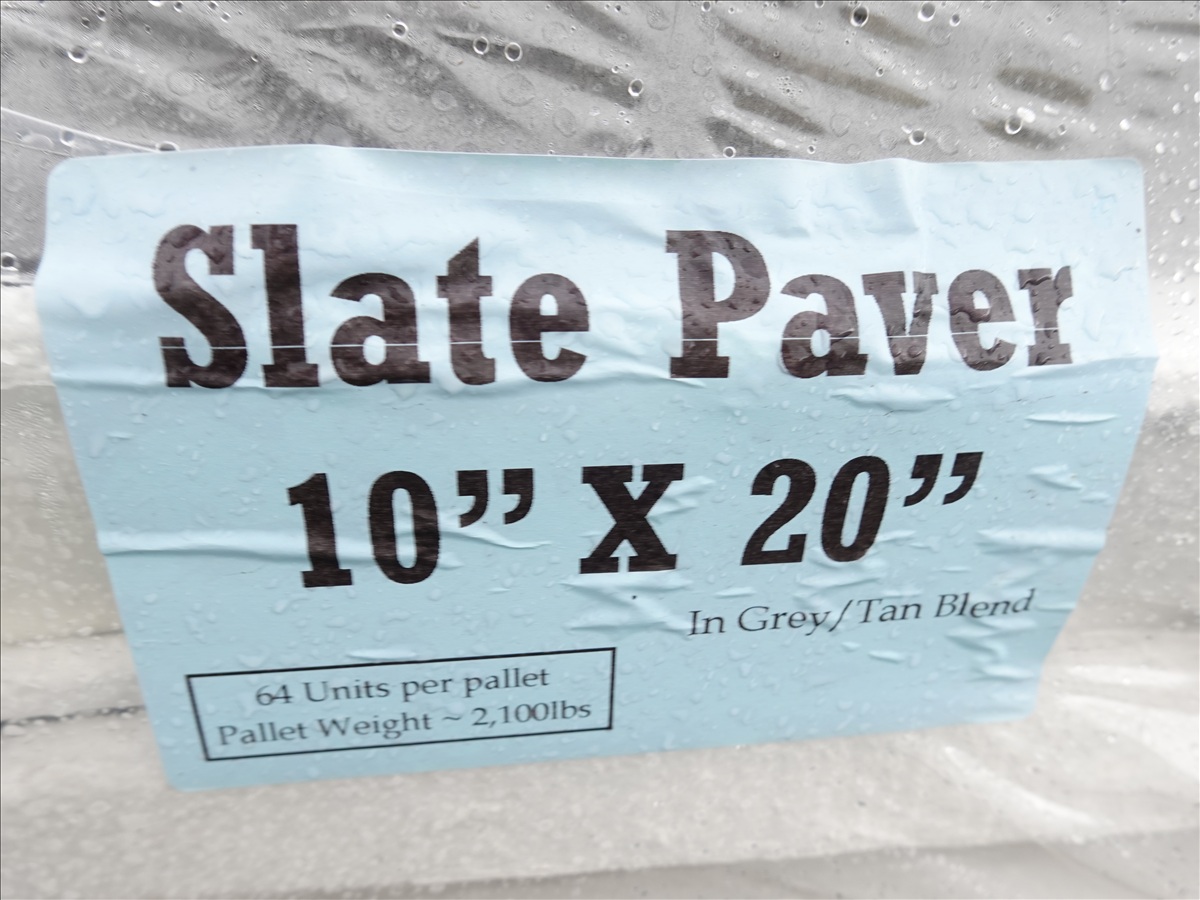 Slate Paver
10” X 20”
In Grey/Tan Blend
64 Units per pallet
Pallet Weight ~ 2,100lbs